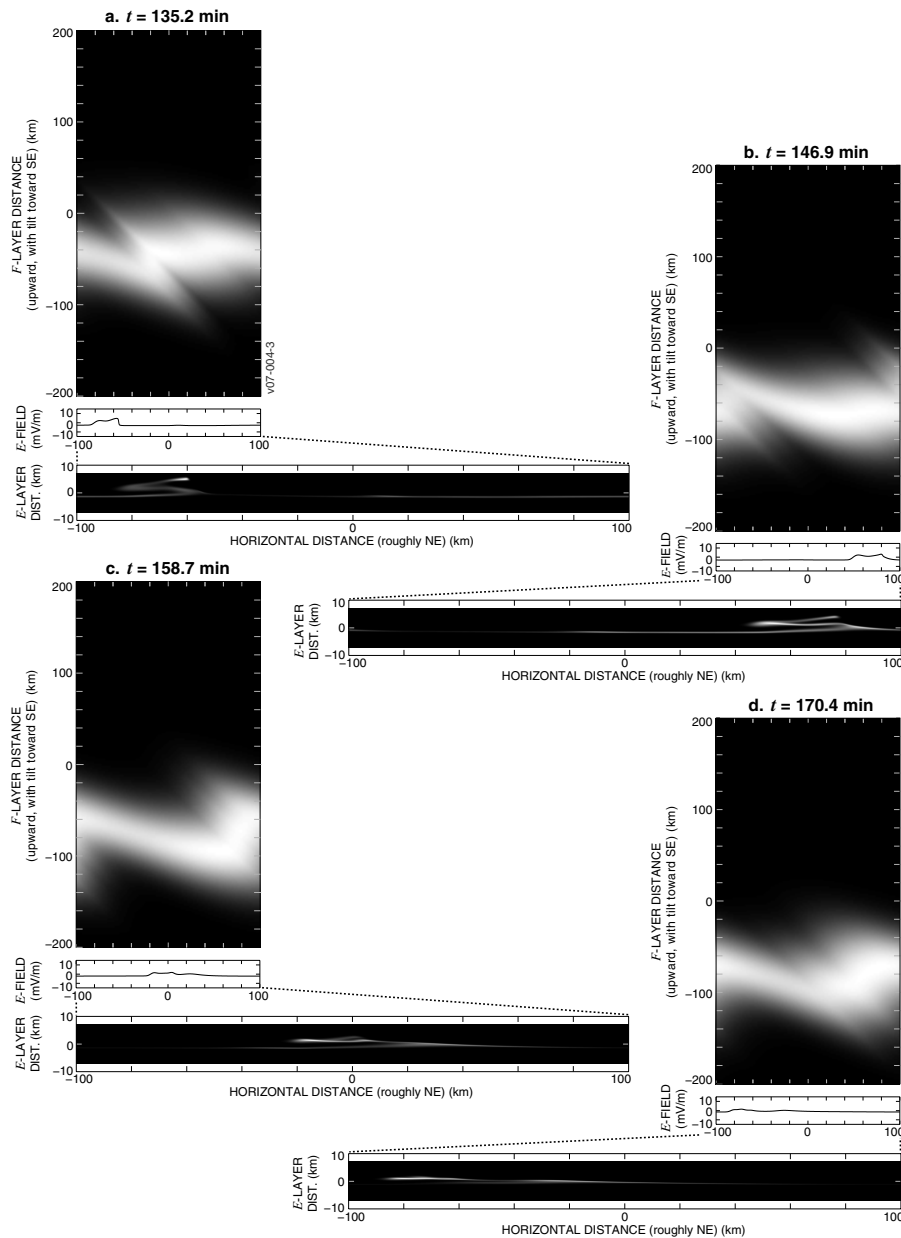 a. t = 135.2 min
200
100
0
−100
−200
F-LAYER DISTANCE
(upward, with tilt toward SE) (km)
v07-004-3
E-FIELD
(mV/m)
10
0
−10
−100 0 100
E-LAYER
DIST. (km)
10
0
−10
−100 0 100
HORIZONTAL DISTANCE (roughly NE) (km)
b. t = 146.9 min
200
100
0
−100
−200
F-LAYER DISTANCE
(upward, with tilt toward SE) (km)
E-FIELD
(mV/m)
10
0
−10
−100 0 100
E-LAYER
DIST. (km)
10
0
−10
−100 0 100
HORIZONTAL DISTANCE (roughly NE) (km)
c. t = 158.7 min
200
100
0
−100
−200
F-LAYER DISTANCE
(upward, with tilt toward SE) (km)
E-FIELD
(mV/m)
10
0
−10
−100 0 100
E-LAYER
DIST. (km)
10
0
−10
−100 0 100
HORIZONTAL DISTANCE (roughly NE) (km)
d. t = 170.4 min
200
100
0
−100
−200
F-LAYER DISTANCE
(upward, with tilt toward SE) (km)
E-FIELD
(mV/m)
10
0
−10
−100 0 100
E-LAYER
DIST. (km)
10
0
−10
−100 0 100
HORIZONTAL DISTANCE (roughly NE) (km)